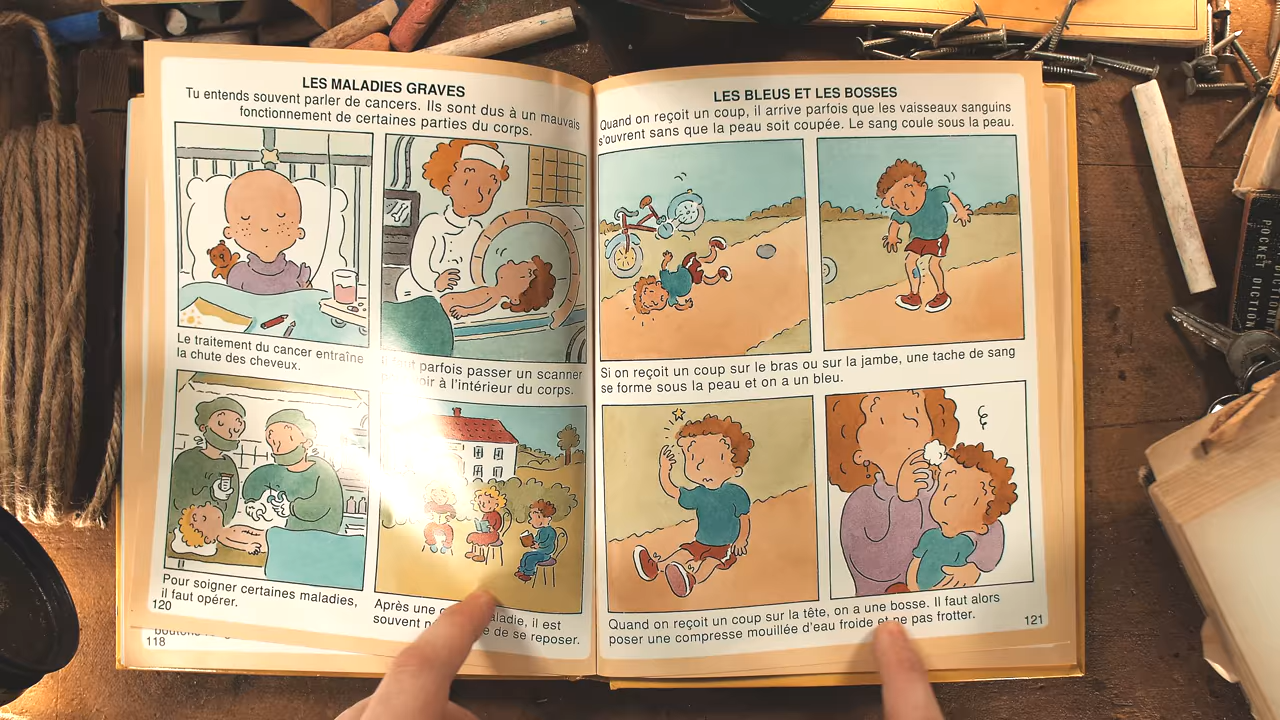 LES MALADIES GRAVES
Tu entends souvent parler de cancers. Ils sont dus à un mauvais
fonctionnement de certaines parties du corps.
Le traitement du cancer entraîne
la chute des cheveux.
parfois passer un scanner
à l'intérieur du corps.
Pour soigner certaines maladies,
il faut opérer.
120
Après une maladie, il est
souvent de se reposer.
118
LES BLEUS ET LES BOSSES
Quand on reçoit un coup, il arrive parfois que les vaisseaux sanguins
s'ouvrent sans que la peau soit coupée. Le sang coule sous la peau.
Si on reçoit un coup sur le bras ou sur la jambe, une tache de sang
se forme sous la peau et on a un bleu.
Quand on reçoit un coup sur la tête, on a une bosse. Il faut alors
poser une compresse mouillée d'eau froide et ne pas frotter.
121
POCKET DICTIONARY